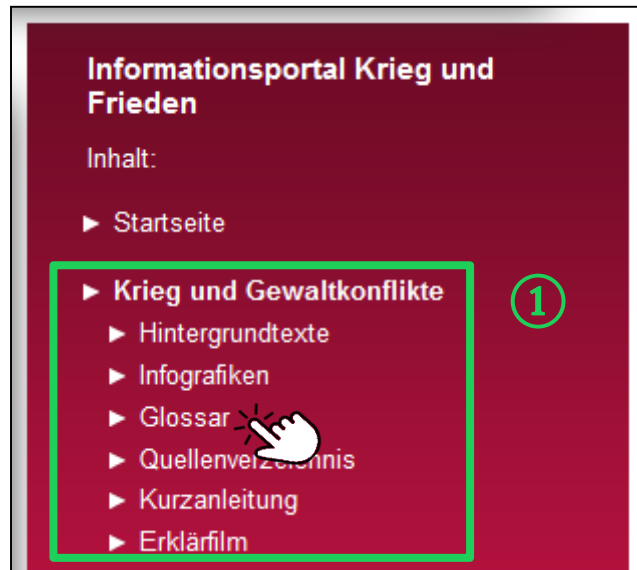 Informationsportal Krieg und
Frieden
Inhalt:
► Startseite
► Krieg und Gewaltkonflikte
① 
► Hintergrundtexte
► Infografiken
► Glossar
► Quellenverzeichnis
► Kurzanleitung
► Erklärfilm